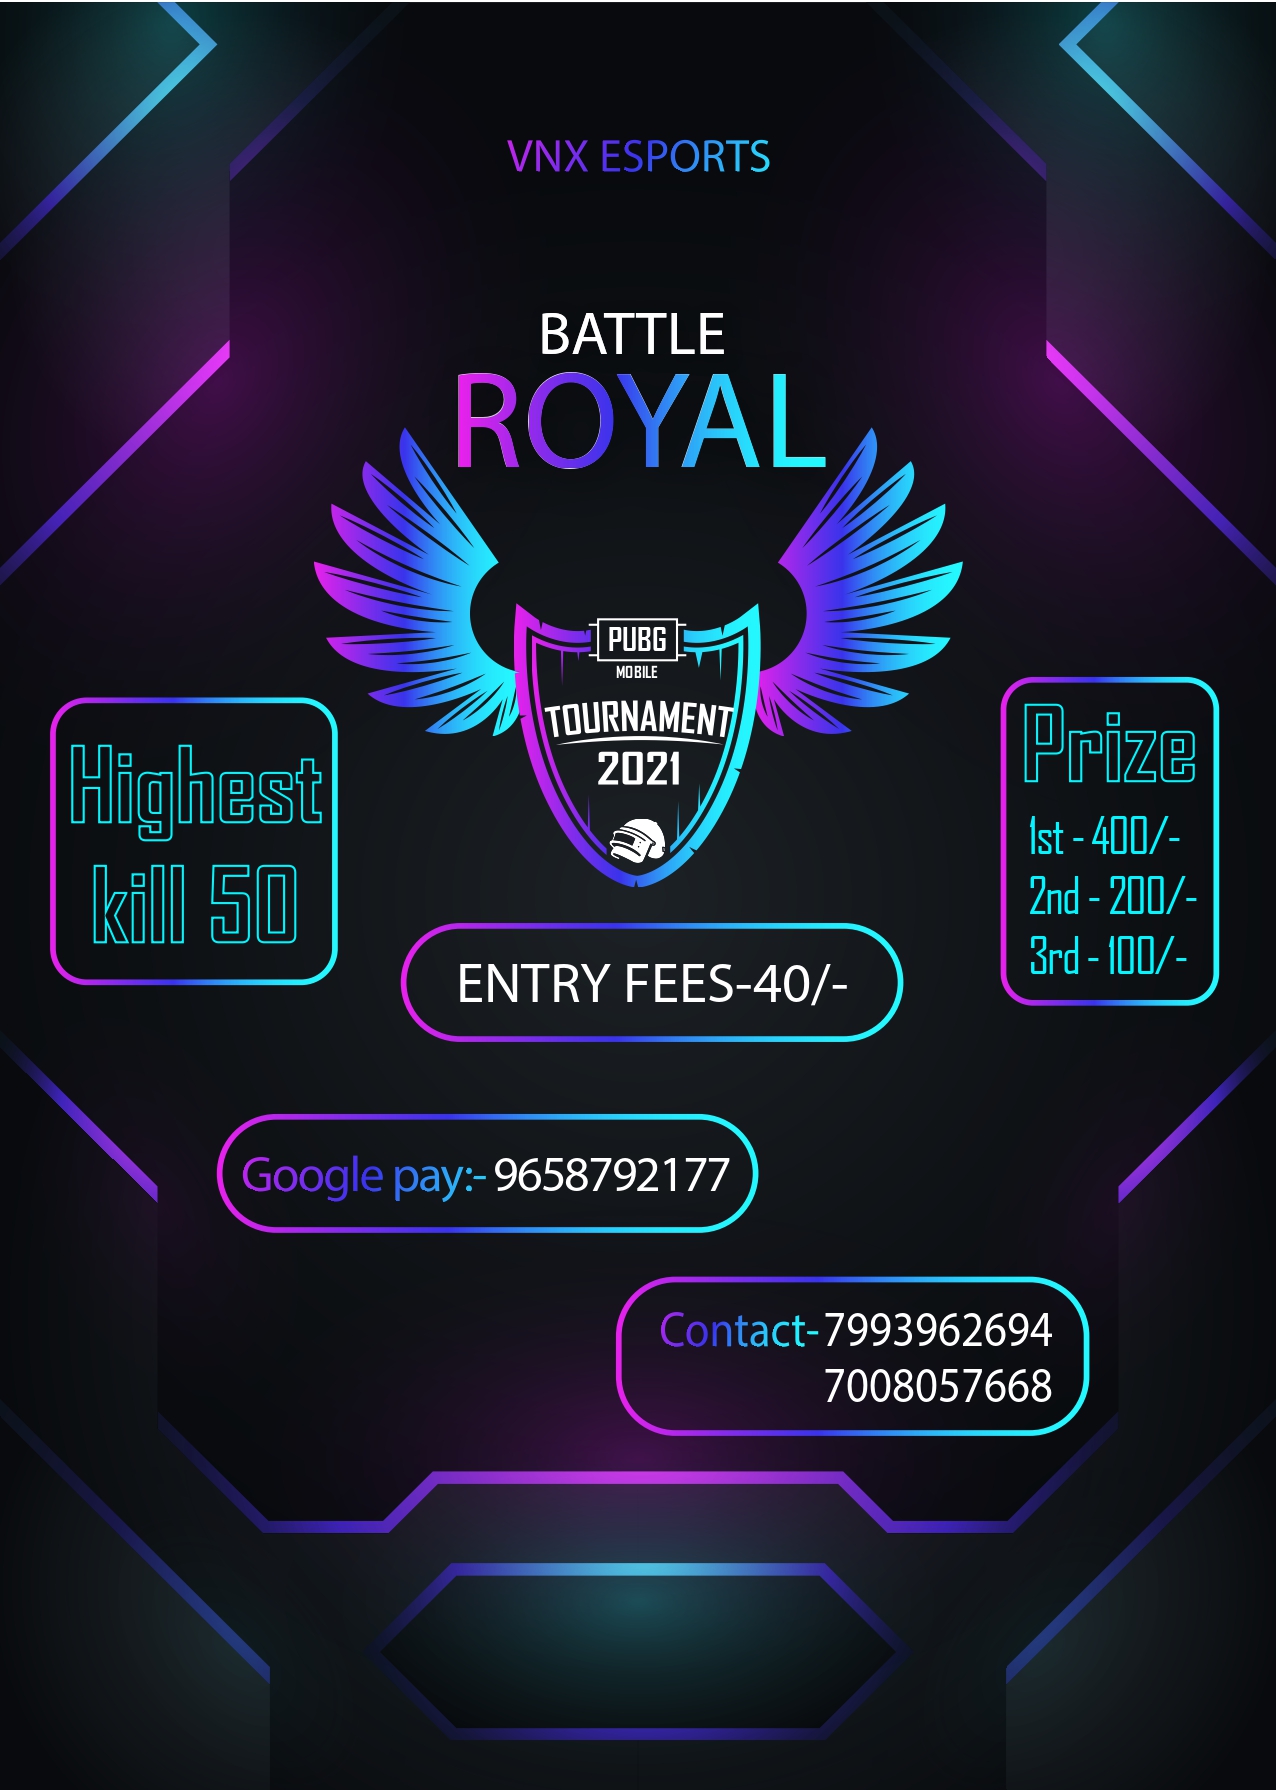 VNX ESPORTS
BATTLE
ROYAL
PUBG
MOBILE
TOURNAMENT
2021
Highest
kill 50
Prize
1st - 400/-
2nd - 200/-
3rd - 100/-
ENTRY FEES-40/-
Google pay:- 9658792177
Contact- 7993962694
7008057668